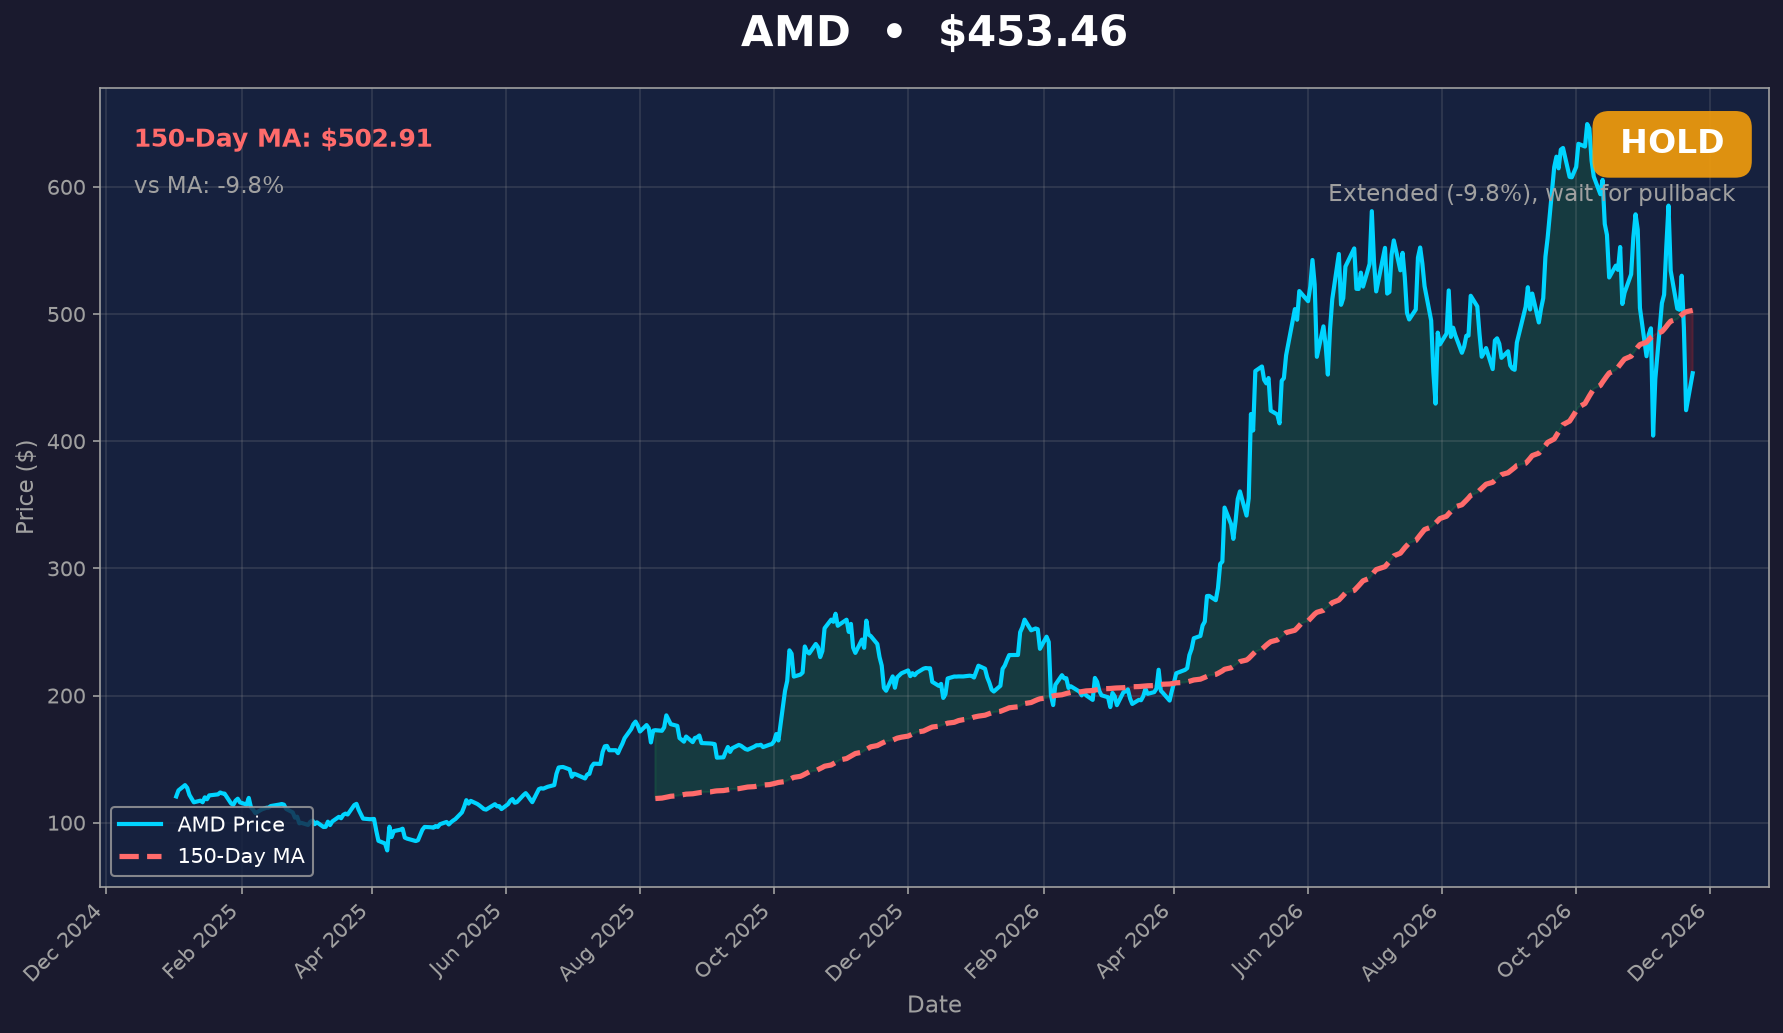 AMD • $453.46
150-Day MA: $502.91
vs MA: -9.8%
HOLD
Extended (-9.8%), wait for pullback
Price ($)
600
500
400
300
200
100
AMD Price
150-Day MA
Dec 2024
Feb 2025
Apr 2025
Jun 2025
Aug 2025
Oct 2025
Dec 2025
Feb 2026
Apr 2026
Jun 2026
Aug 2026
Oct 2026
Dec 2026
Date